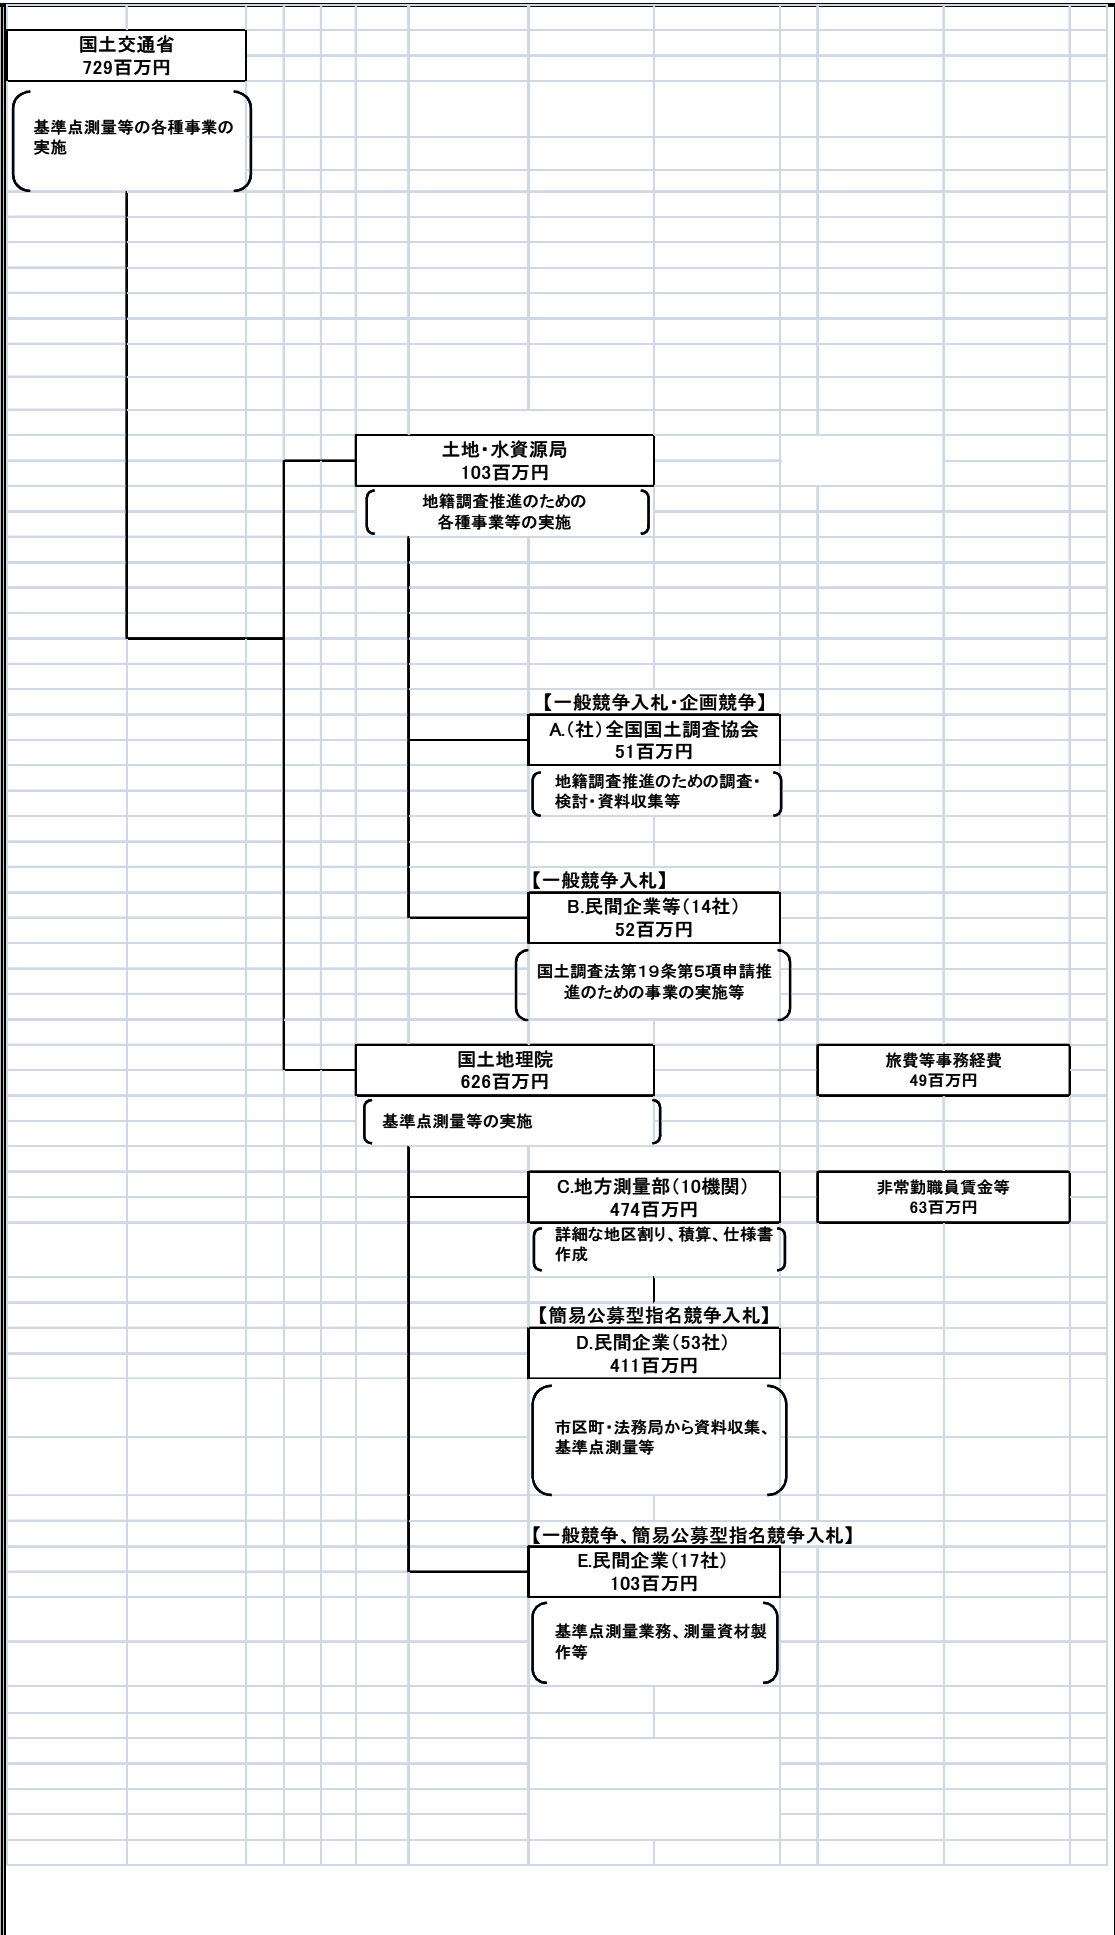 国土交通省
729百万円
基準点測量等の各種事業の
実施
土地・水資源局
103百万円
地籍調査推進のための
各種事業等の実施
【一般競争入札・企画競争】
A.（社）全国国土調査協会
51百万円
地籍調査推進のための調査・
検討・資料収集等
【一般競争入札】
B.民間企業等（14社）
52百万円
国土調査法第１９条第５項申請推
進のための事業の実施等
国土地理院
626百万円
旅費等事務経費
49百万円
基準点測量等の実施
C.地方測量部（10機関）
474百万円
非常勤職員賃金等
63百万円
詳細な地区割り、積算、仕様書
作成
【簡易公募型指名競争入札】
D.民間企業（53社）
411百万円
市区町・法務局から資料収集、
基準点測量等
【一般競争、簡易公募型指名競争入札】
E.民間企業（17社）
103百万円
基準点測量業務、測量資材製
作等